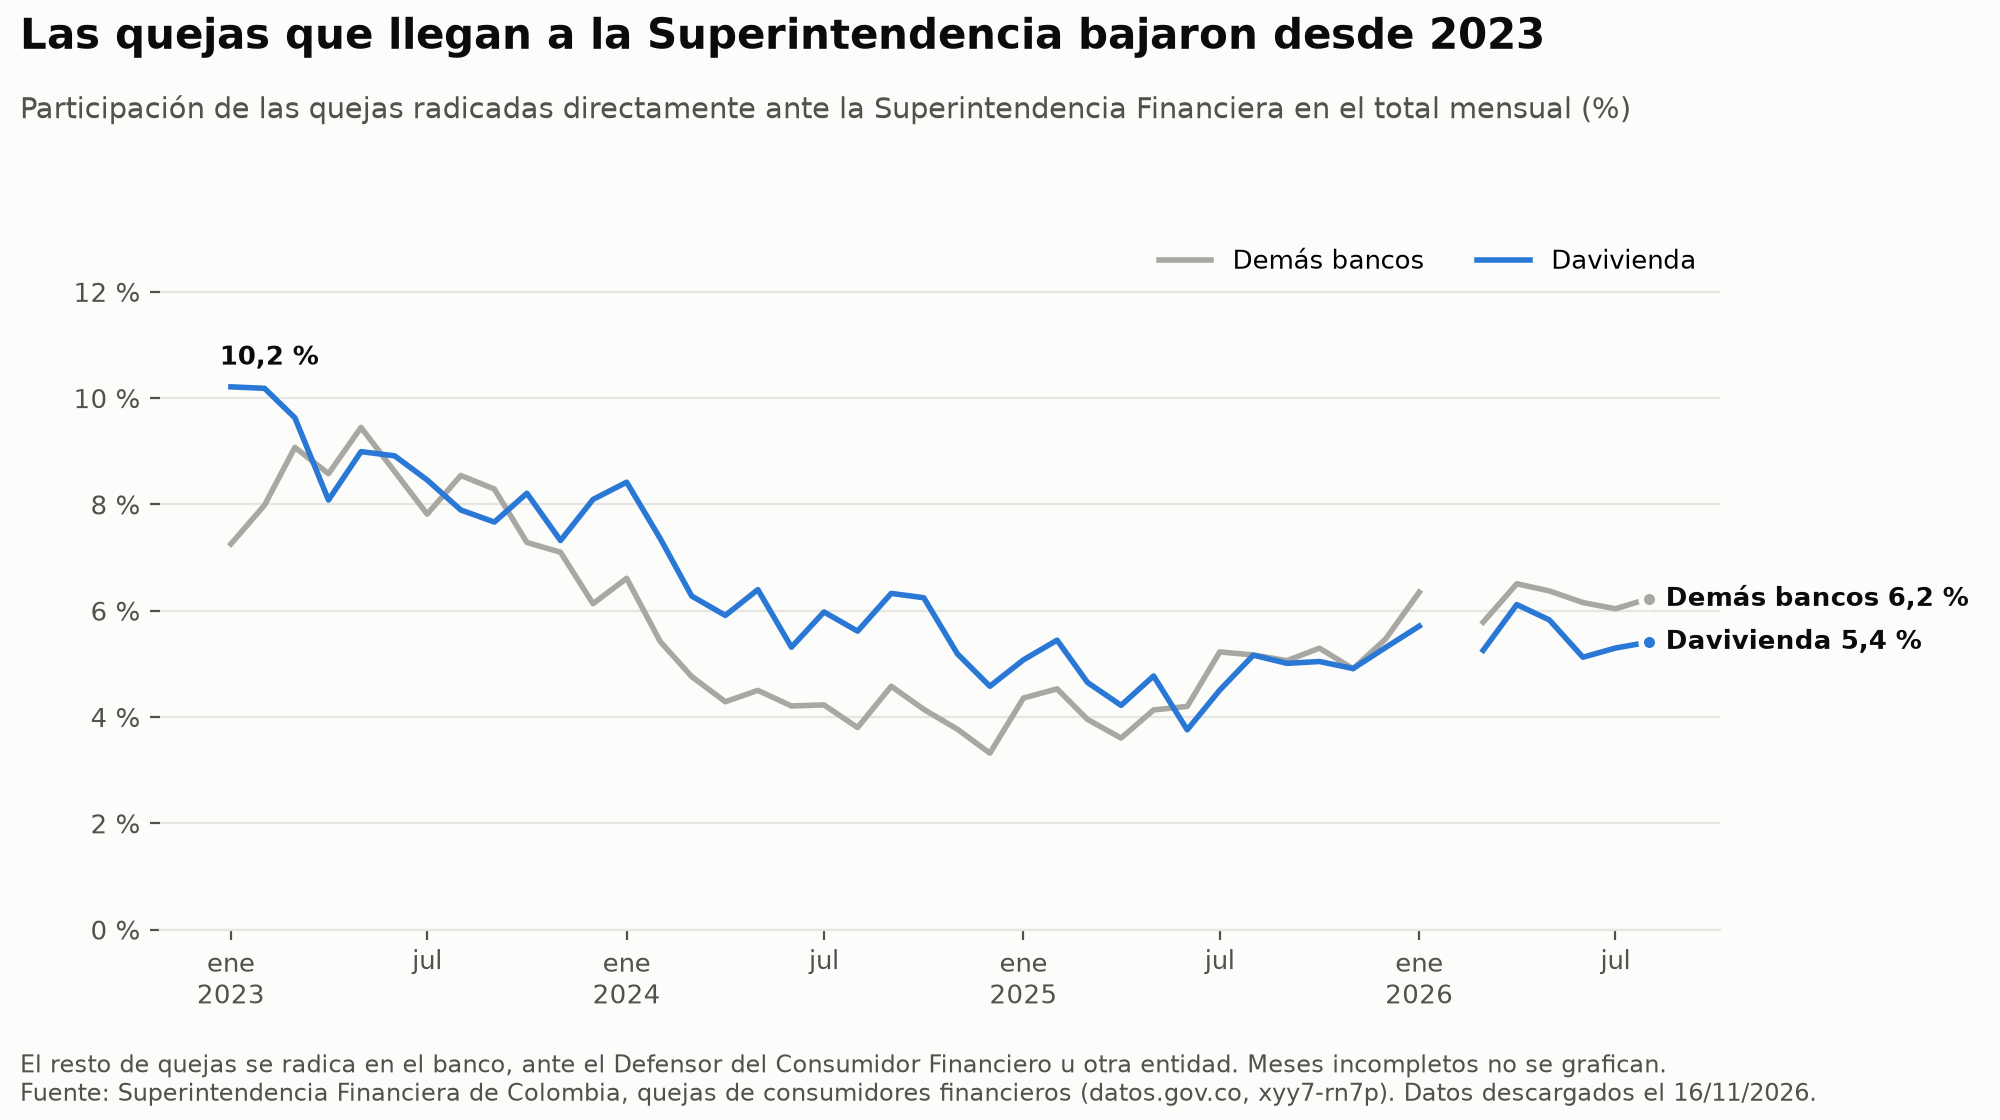 Las quejas que llegan a la Superintendencia bajaron desde 2023
Participación de las quejas radicadas directamente ante la Superintendencia Financiera en el total mensual (%)
Demás bancos
Davivienda
12 %
10,2 %
10 %
8 %
Demás bancos 6,2 %
6 %
Davivienda 5,4 %
4 %
2 %
0 %
ene jul ene jul ene jul ene jul
2023 2024 2025 2026
El resto de quejas se radica en el banco, ante el Defensor del Consumidor Financiero u otra entidad. Meses incompletos no se grafican.
Fuente: Superintendencia Financiera de Colombia, quejas de consumidores financieros (datos.gov.co, xyy7-rn7p). Datos descargados el 16/11/2026.